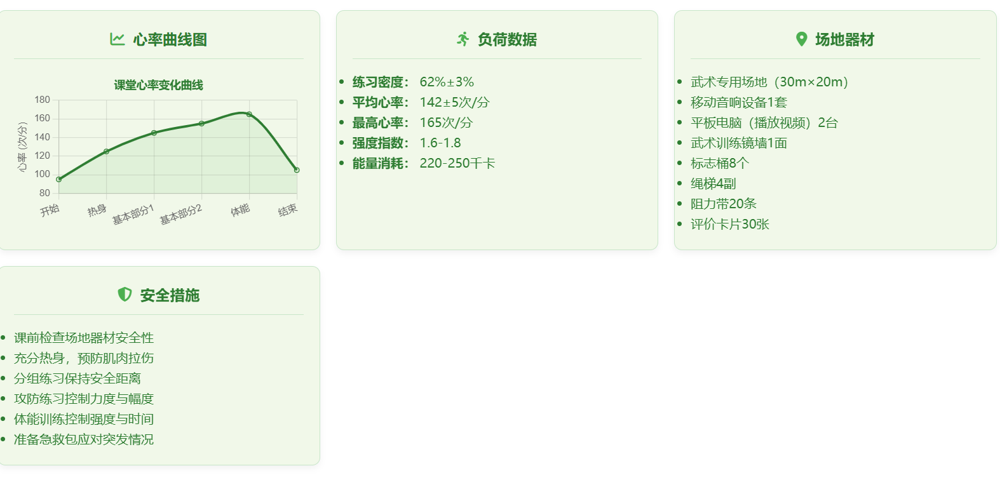 心率曲线图
课堂心率变化曲线
心率 (次/分)
180
160
140
120
100
80
开始
热身
基本部分1
基本部分2
体能
结束
负荷数据
练习密度： 62%±3%
平均心率： 142±5次/分
最高心率： 165次/分
强度指数： 1.6-1.8
能量消耗： 220-250千卡
场地器材
武术专用场地（30m×20m）
移动音响设备1套
平板电脑（播放视频）2台
武术训练镜墙1面
标志桶8个
绳梯4副
阻力带20条
评价卡片30张
安全措施
课前检查场地器材安全性
充分热身，预防肌肉拉伤
分组练习保持安全距离
攻防练习控制力度与幅度
体能训练控制强度与时间
准备急救包应对突发情况